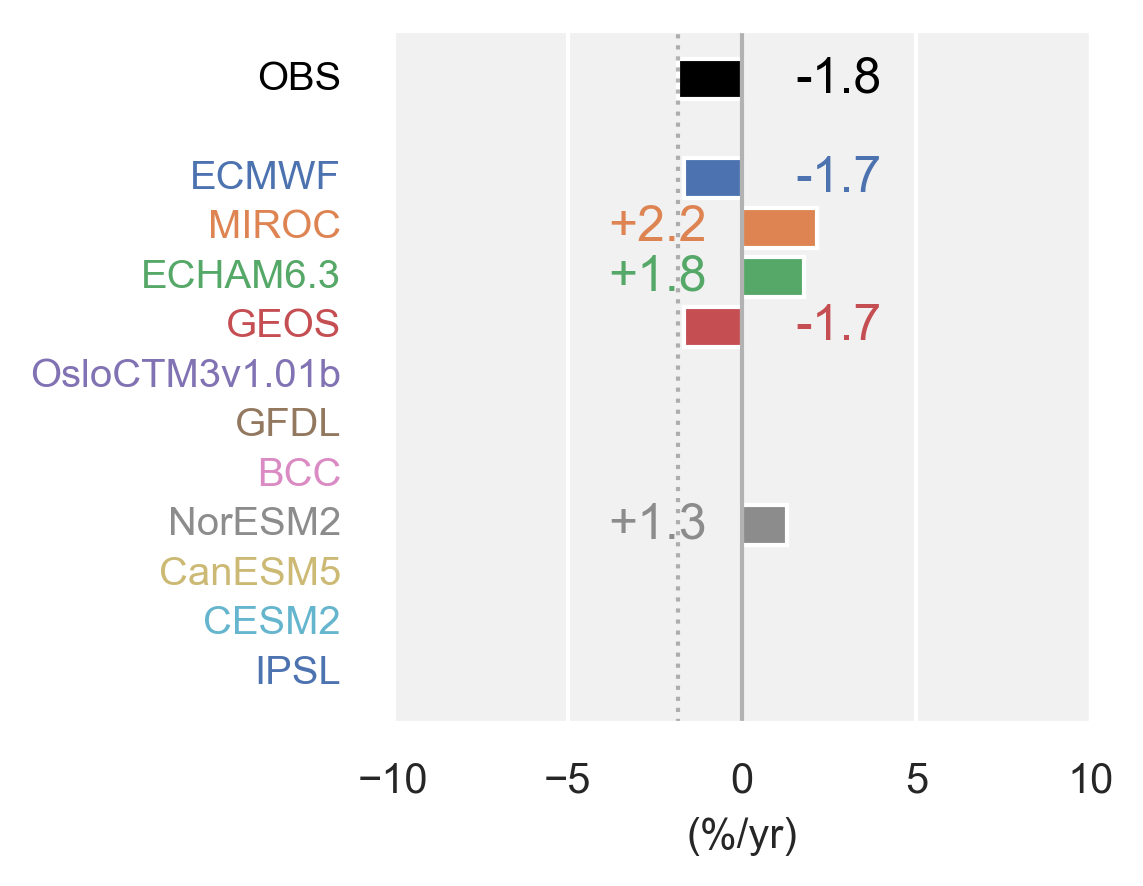 OBS -1.8
ECMWF -1.7
MIROC +2.2
ECHAM6.3 +1.8
GEOS -1.7
OsloCTM3v1.01b
GFDL
BCC
NorESM2 +1.3
CanESM5
CESM2
IPSL
−10 −5 0 5 10
(%/yr)